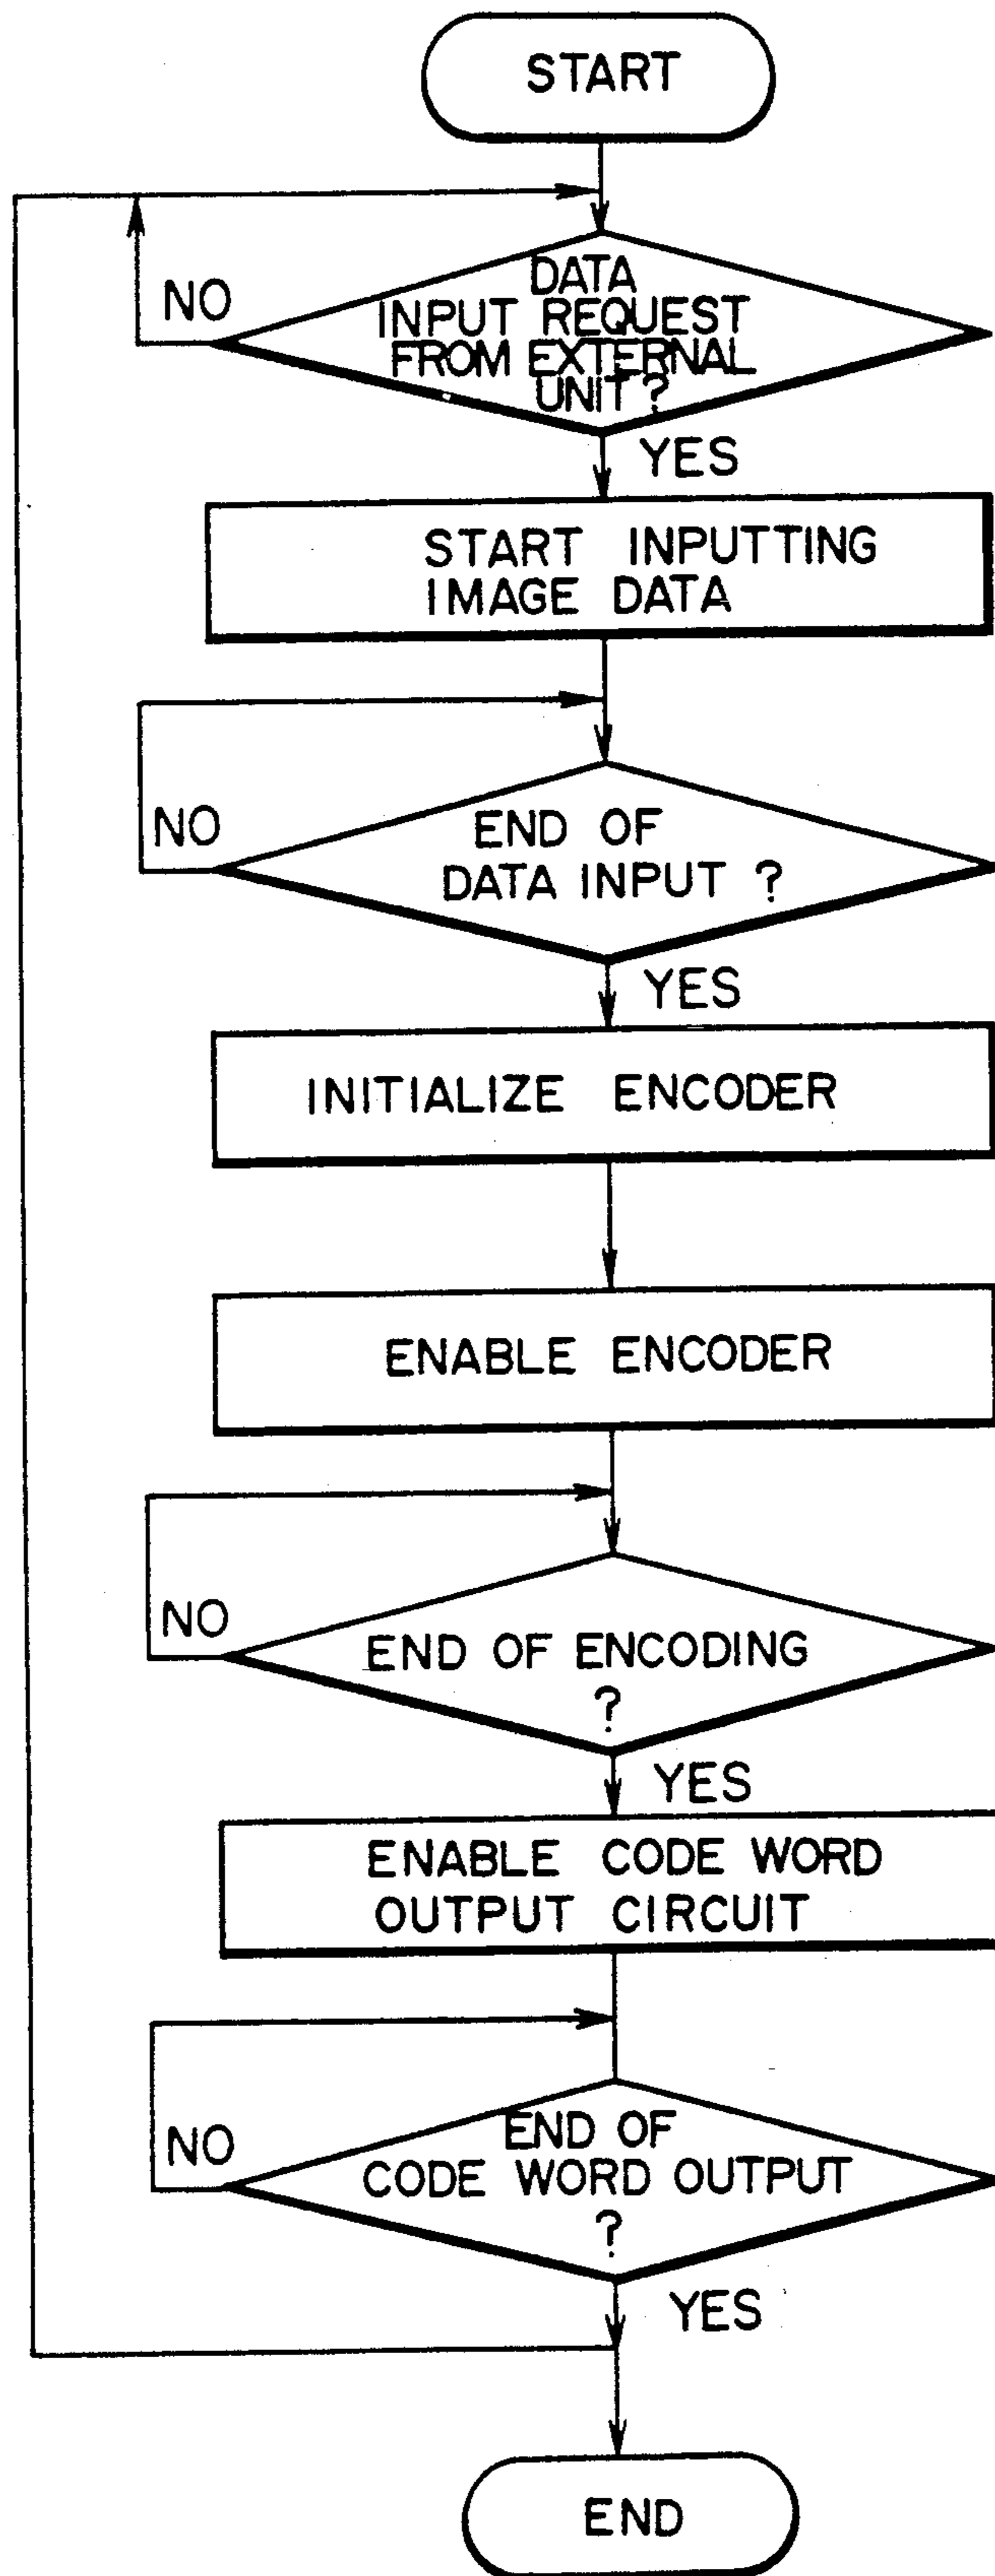 START
NO
DATA
INPUT REQUEST
FROM EXTERNAL
UNIT?
YES
START INPUTTING
IMAGE DATA
NO
END OF
DATA INPUT ?
YES
INITIALIZE ENCODER
ENABLE ENCODER
NO
END OF ENCODING
?
YES
ENABLE CODE WORD
OUTPUT CIRCUIT
NO
END OF
CODE WORD OUTPUT
?
YES
END